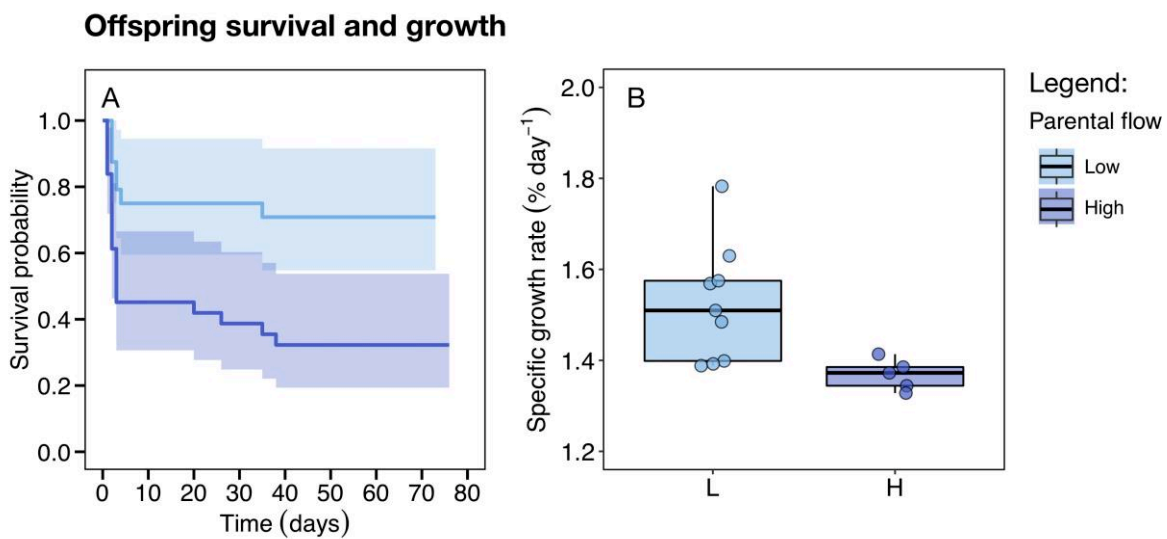 Offspring survival and growth
A
Survival probability
1.0
0.8
0.6
0.4
0.2
0.0
0 10 20 30 40 50 60 70 80
Time (days)
B
Specific growth rate (% day⁻¹)
2.0
1.8
1.6
1.4
1.2
L H
Legend:
Parental flow
Low
High